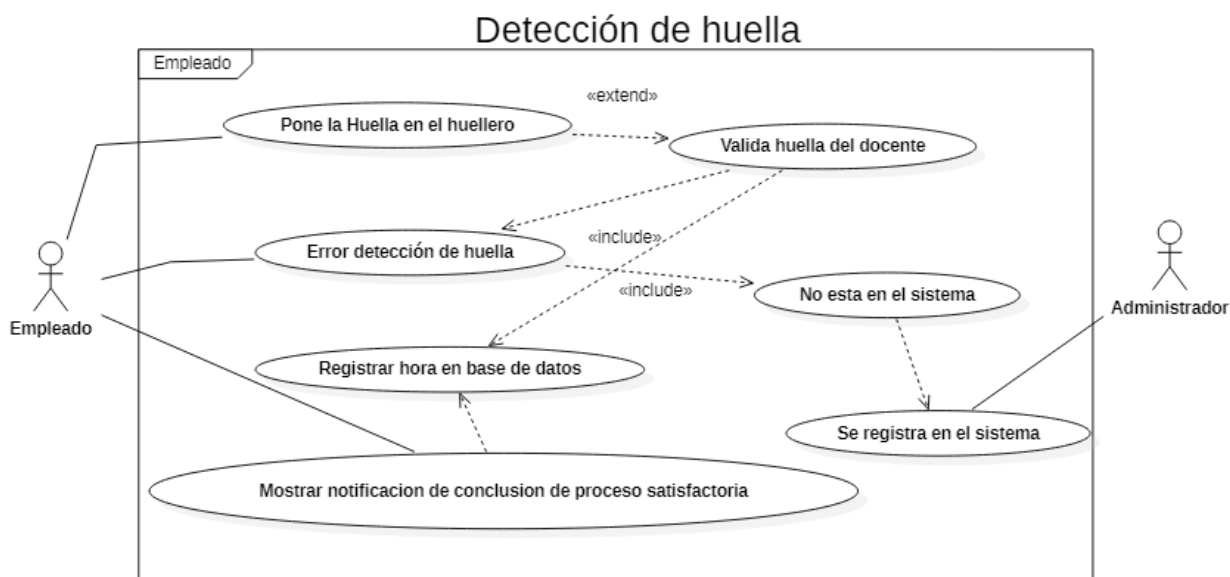 Detección de huella
Empleado
«extend»
Pone la Huella en el huellero
Valida huella del docente
«include»
Error detección de huella
«include»
No esta en el sistema
Empleado
Administrador
Registrar hora en base de datos
Se registra en el sistema
Mostrar notificacion de conclusion de proceso satisfactoria